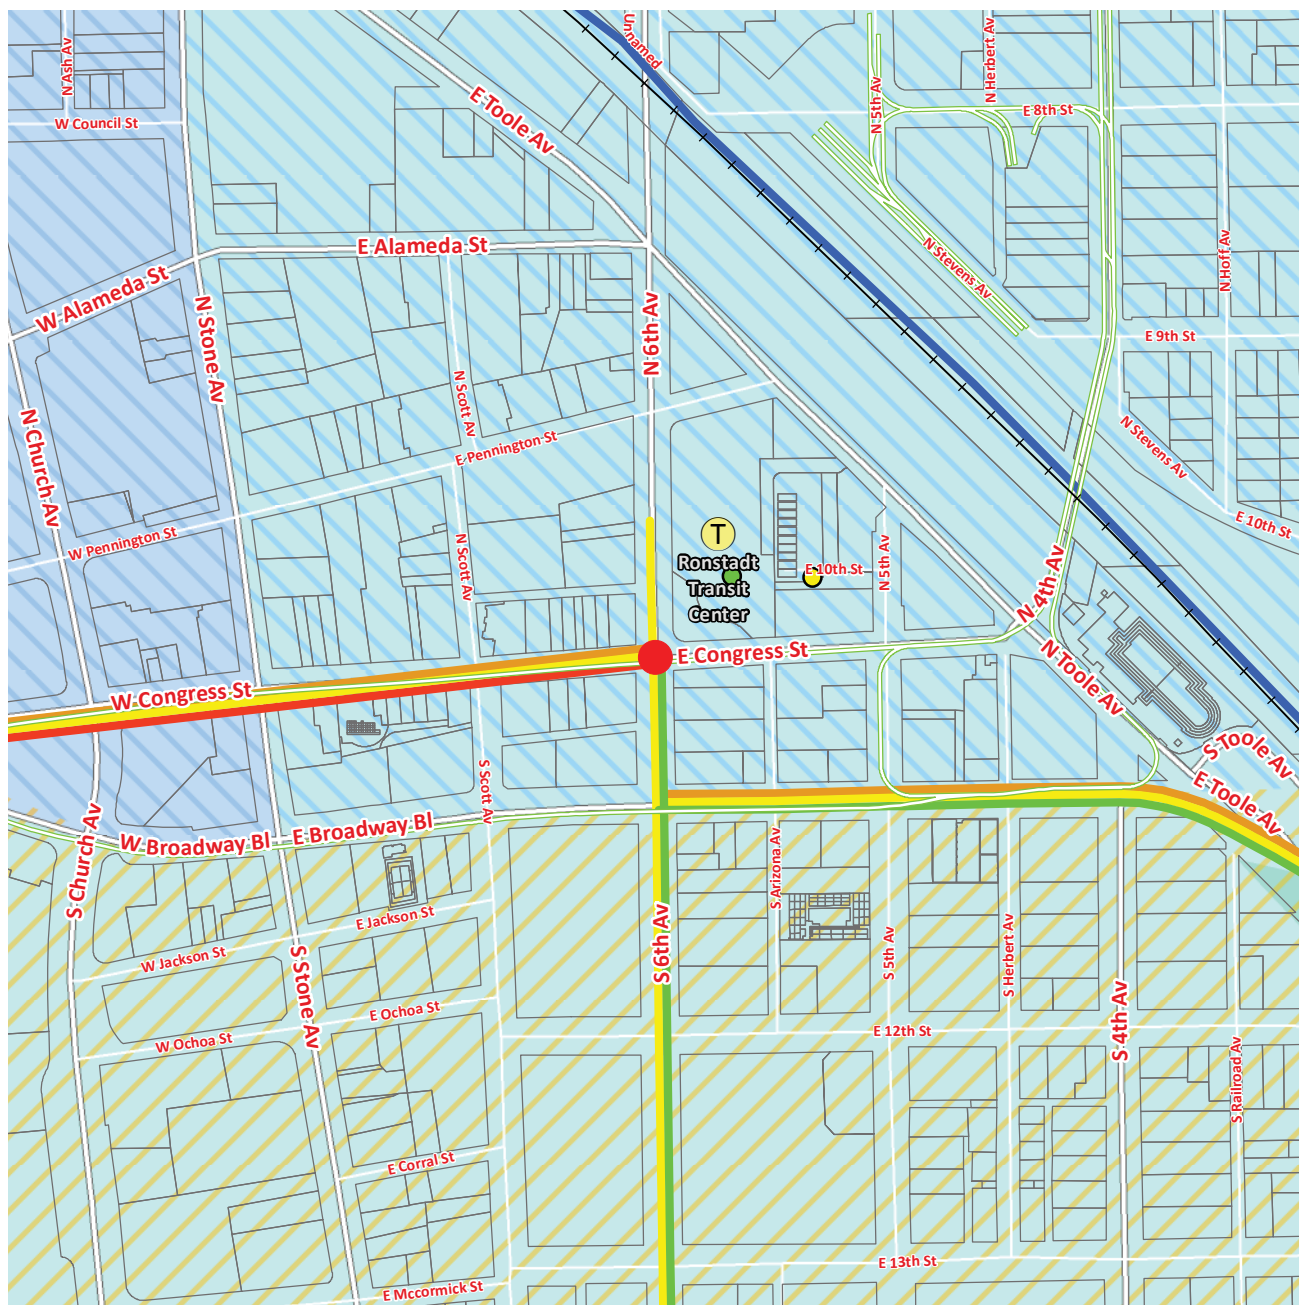 N Ash Av
Unnamed
N Herbert Av
E Toole Av
N 5th Av
E 8th St
W Council St
E Alameda St
N Hoff Av
N Stevens Av
W Alameda St
N Stone Av
N 6th Av
E 9th St
N Scott Av
N Church Av
E Pennington St
N Stevens Av
E 10th St
W Pennington St
T
N Scott Av
Ronstadt
Transit
Center
E 10th St
N 5th Av
N 4th Av
E Congress St
N Toole Av
W Congress St
S Toole Av
S Scott Av
E Toole Av
W Broadway Bl
E Broadway Bl
S Church Av
S Arizona Av
E Jackson St
S 6th Av
S 5th Av
S Herbert Av
W Jackson St
S Stone Av
E Ochoa St
S 4th Av
W Ochoa St
E 12th St
S Railroad Av
E Corral St
E 13th St
E Mccormick St